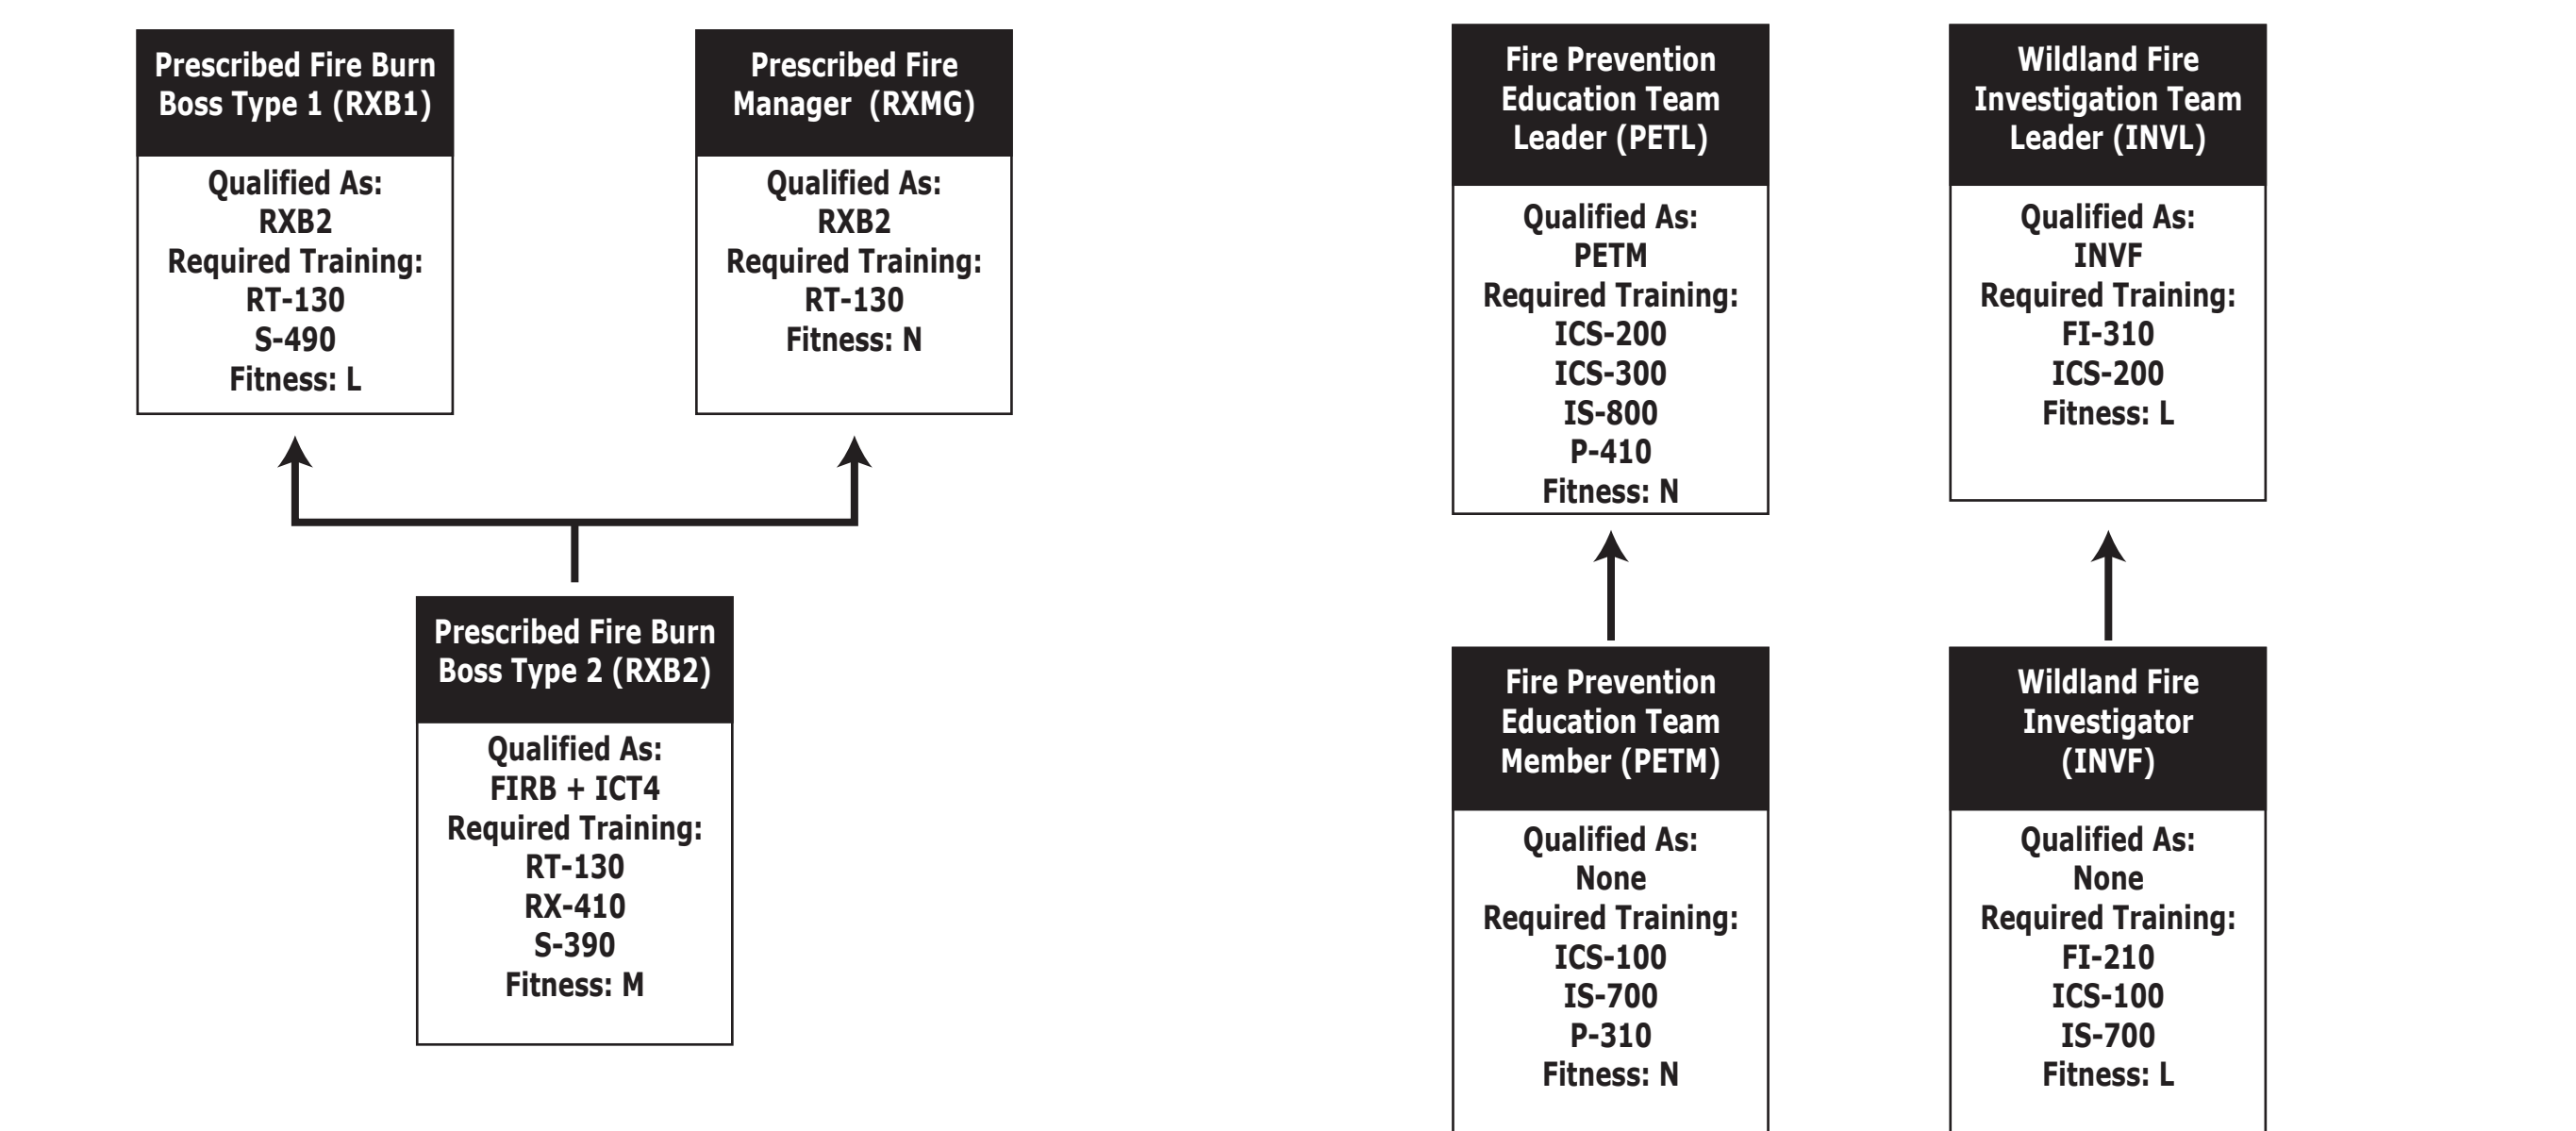 Prescribed Fire Burn
Boss Type 1 (RXB1)
Qualified As:
RXB2
Required Training:
RT-130
S-490
Fitness: L
Prescribed Fire
Manager (RXMG)
Qualified As:
RXB2
Required Training:
RT-130
Fitness: N
Prescribed Fire Burn
Boss Type 2 (RXB2)
Qualified As:
FIRB + ICT4
Required Training:
RT-130
RX-410
S-390
Fitness: M
Fire Prevention
Education Team
Leader (PETL)
Qualified As:
PETM
Required Training:
ICS-200
ICS-300
IS-800
P-410
Fitness: N
Wildland Fire
Investigation Team
Leader (INVL)
Qualified As:
INVF
Required Training:
FI-310
ICS-200
Fitness: L
Fire Prevention
Education Team
Member (PETM)
Qualified As:
None
Required Training:
ICS-100
IS-700
P-310
Fitness: N
Wildland Fire
Investigator
(INVF)
Qualified As:
None
Required Training:
FI-210
ICS-100
IS-700
Fitness: L